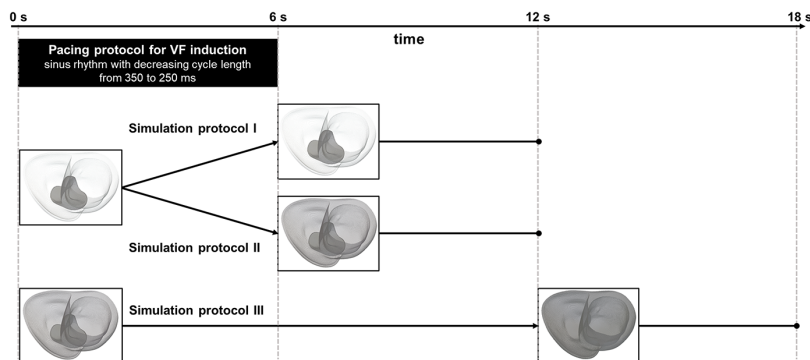 0 s 6 s 12 s 18 s
time
Pacing protocol for VF induction
sinus rhythm with decreasing cycle length
from 350 to 250 ms
Simulation protocol I
Simulation protocol II
Simulation protocol III